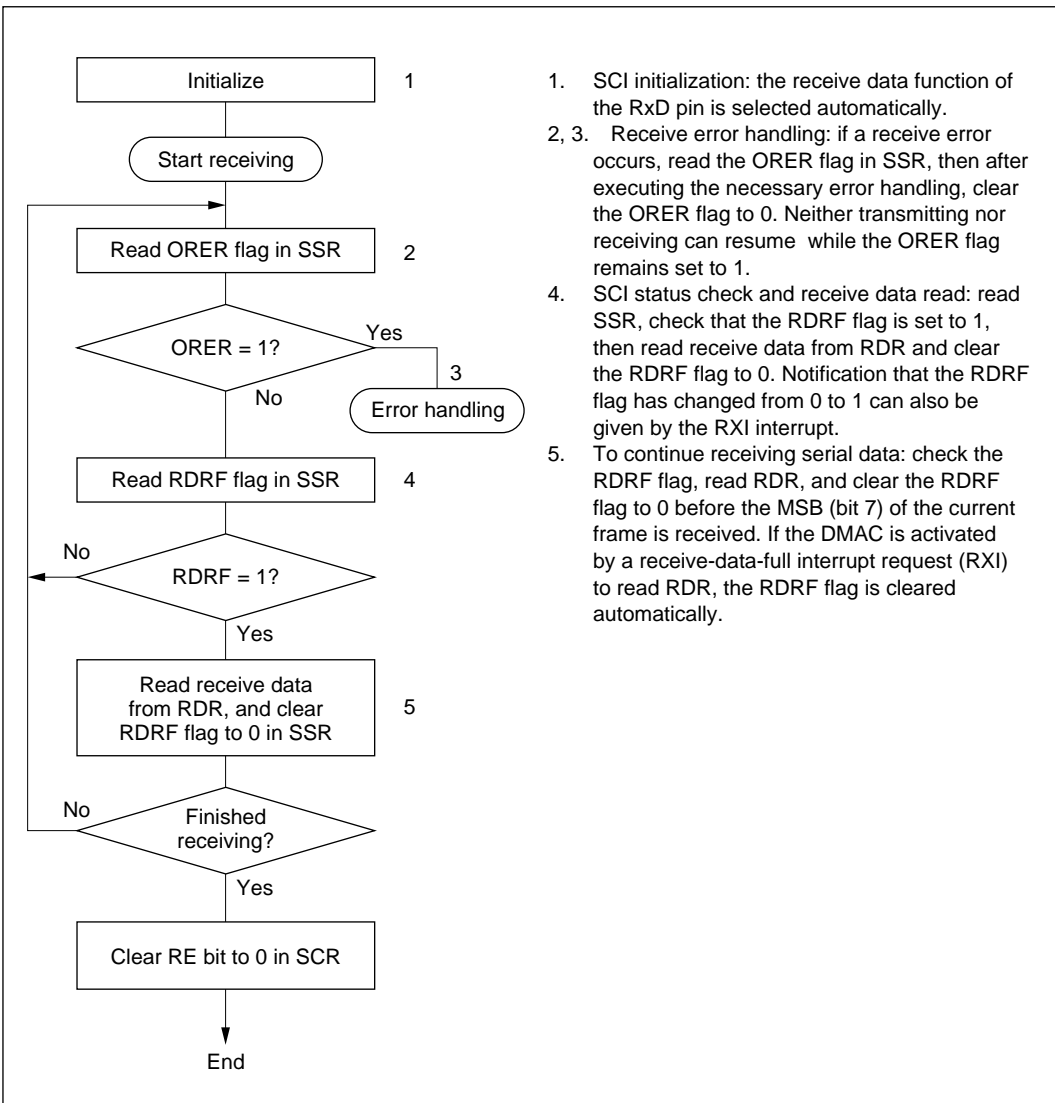 Initialize
1
Start receiving
Read ORER flag in SSR
2
ORER = 1?
Yes
3
No
Error handling
Read RDRF flag in SSR
4
No
RDRF = 1?
Yes
Read receive data
from RDR, and clear
RDRF flag to 0 in SSR
5
No
Finished
receiving?
Yes
Clear RE bit to 0 in SCR
End
1. SCI initialization: the receive data function of
the RxD pin is selected automatically.
2, 3. Receive error handling: if a receive error
occurs, read the ORER flag in SSR, then after
executing the necessary error handling, clear
the ORER flag to 0. Neither transmitting nor
receiving can resume while the ORER flag
remains set to 1.
4. SCI status check and receive data read: read
SSR, check that the RDRF flag is set to 1,
then read receive data from RDR and clear
the RDRF flag to 0. Notification that the RDRF
flag has changed from 0 to 1 can also be
given by the RXI interrupt.
5. To continue receiving serial data: check the
RDRF flag, read RDR, and clear the RDRF
flag to 0 before the MSB (bit 7) of the current
frame is received. If the DMAC is activated
by a receive-data-full interrupt request (RXI)
to read RDR, the RDRF flag is cleared
automatically.